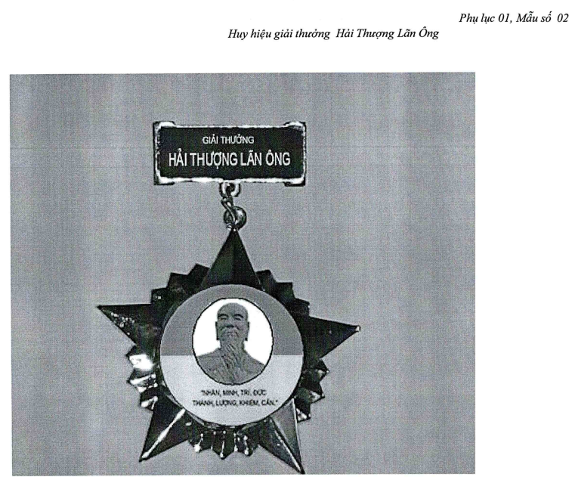 Phụ lục 01, Mẫu số 02
Huy hiệu giải thưởng Hải Thượng Lãn Ông
GIẢI THƯỞNG
HẢI THƯỢNG LÃN ÔNG
"NHÂN, MINH, TRÍ, ĐỨC
THÀNH, LƯỢNG, KHIÊM, CẦN."